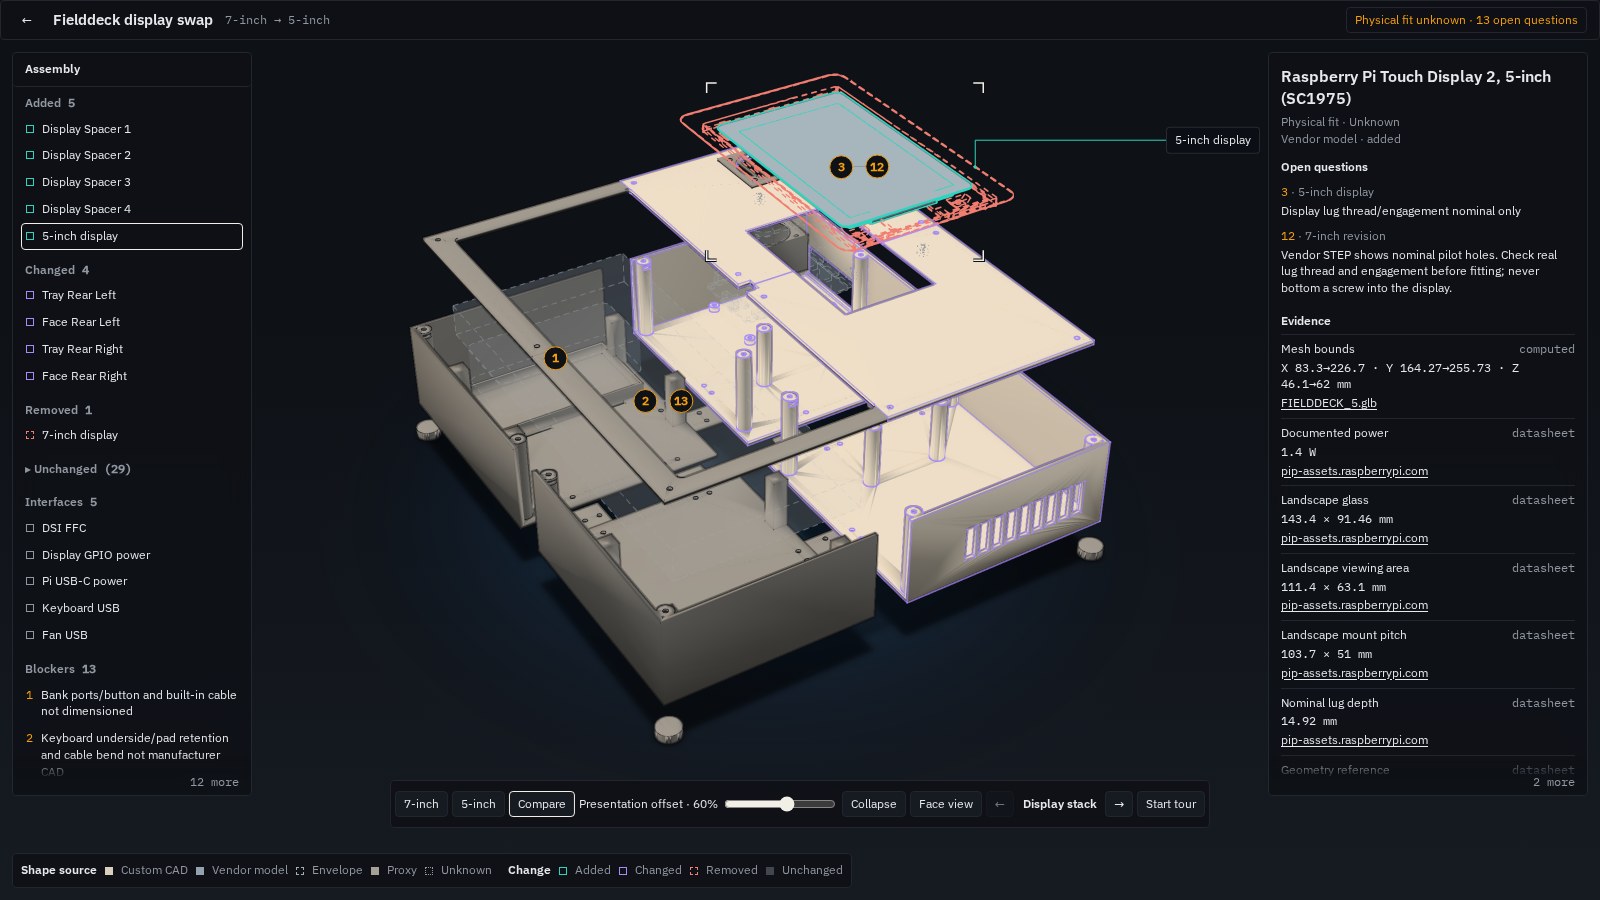 ← Fielddeck display swap 7-inch → 5-inch
Physical fit unknown · 13 open questions
Assembly
Added 5
Display Spacer 1
Display Spacer 2
Display Spacer 3
Display Spacer 4
5-inch display
Changed 4
Tray Rear Left
Face Rear Left
Tray Rear Right
Face Rear Right
Removed 1
7-inch display
▸ Unchanged (29)
Interfaces 5
DSI FFC
Display GPIO power
Pi USB-C power
Keyboard USB
Fan USB
Blockers 13
1 Bank ports/button and built-in cable
not dimensioned
2 Keyboard underside/pad retention
and cable bend not manufacturer
CAD
12 more
5-inch display
3 12
1
2 13
Raspberry Pi Touch Display 2, 5-inch
(SC1975)
Physical fit · Unknown
Vendor model · added
Open questions
3 · 5-inch display
Display lug thread/engagement nominal only
12 · 7-inch revision
Vendor STEP shows nominal pilot holes. Check real
lug thread and engagement before fitting; never
bottom a screw into the display.
Evidence
Mesh bounds computed
X 83.3→226.7 · Y 164.27→255.73 · Z
46.1→62 mm
FIELDDECK_5.glb
Documented power datasheet
1.4 W
pip-assets.raspberrypi.com
Landscape glass datasheet
143.4 × 91.46 mm
pip-assets.raspberrypi.com
Landscape viewing area datasheet
111.4 × 63.1 mm
pip-assets.raspberrypi.com
Landscape mount pitch datasheet
103.7 × 51 mm
pip-assets.raspberrypi.com
Nominal lug depth datasheet
14.92 mm
pip-assets.raspberrypi.com
Geometry reference datasheet
2 more
7-inch 5-inch Compare Presentation offset · 60% Collapse Face view ← Display stack → Start tour
Shape source Custom CAD Vendor model Envelope Proxy Unknown Change Added Changed Removed Unchanged